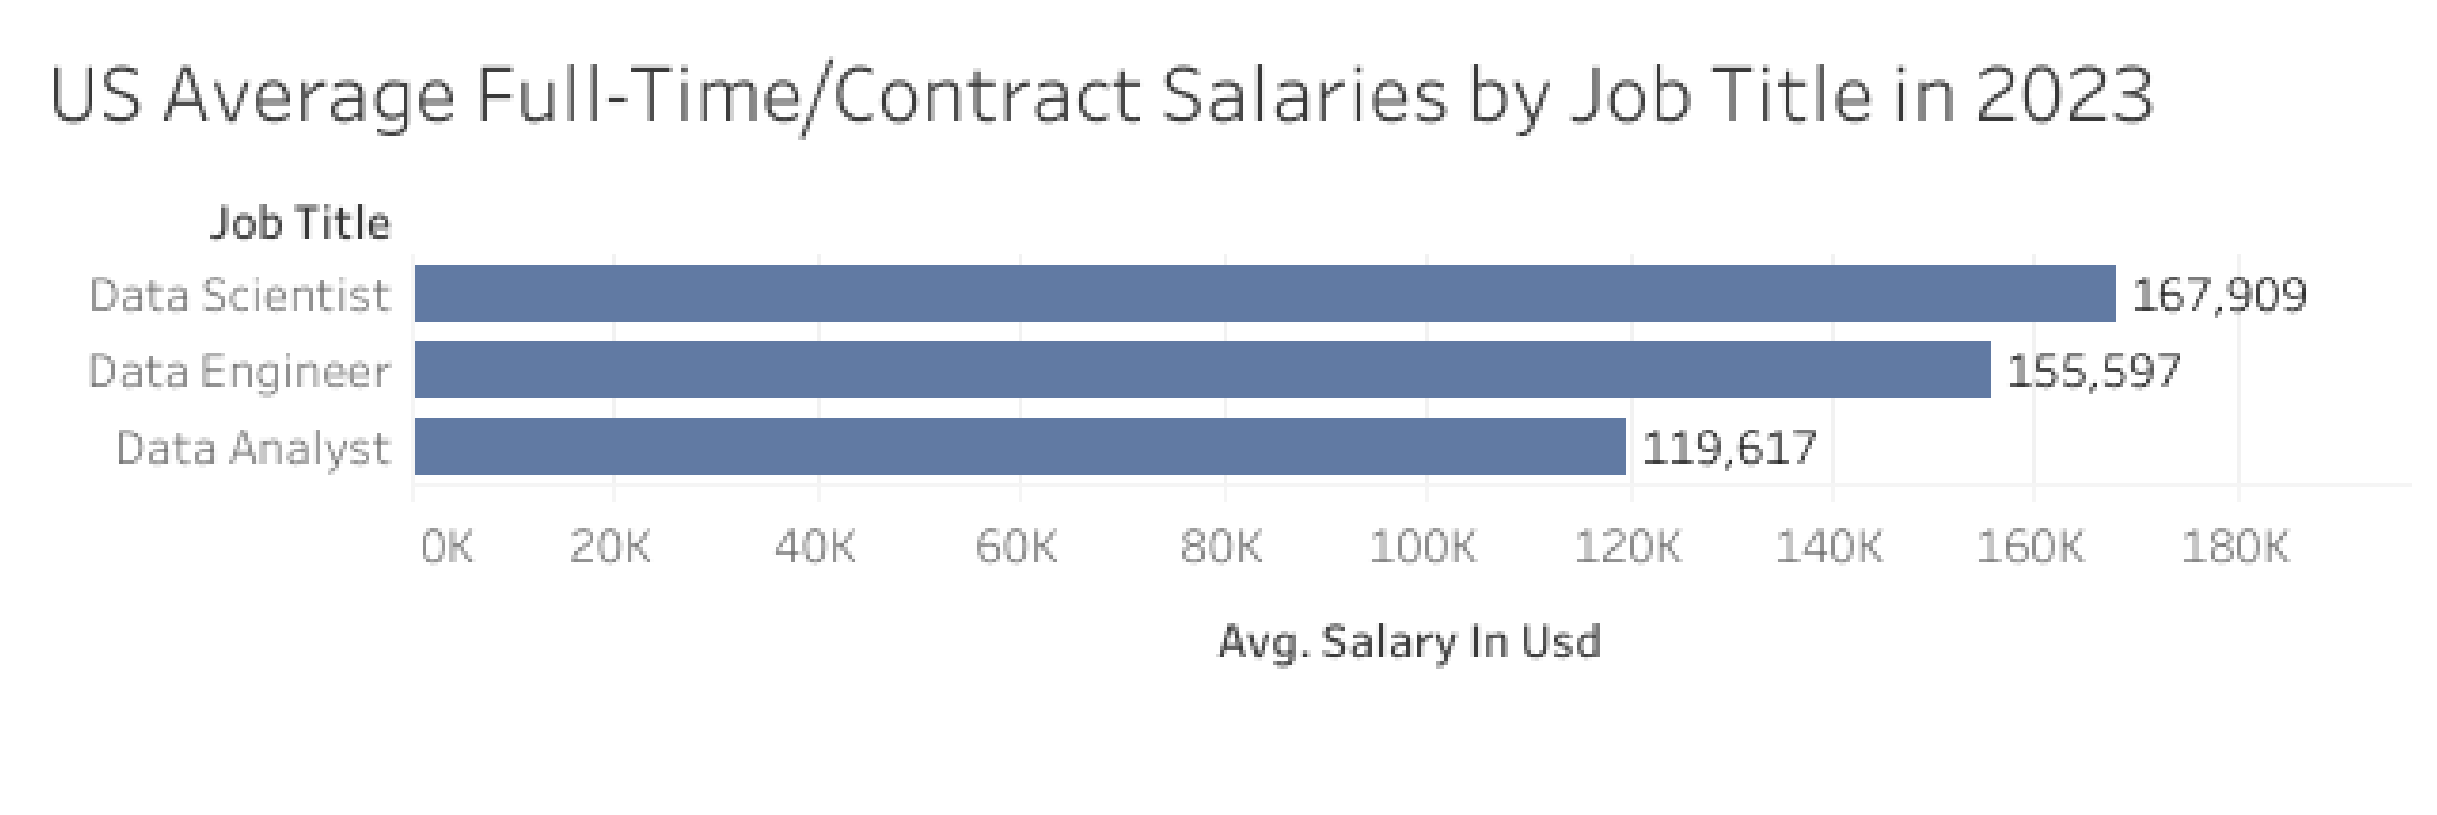 US Average Full-Time/Contract Salaries by Job Title in 2023
Job Title
Data Scientist 167,909
Data Engineer 155,597
Data Analyst 119,617
0K 20K 40K 60K 80K 100K 120K 140K 160K 180K
Avg. Salary In Usd